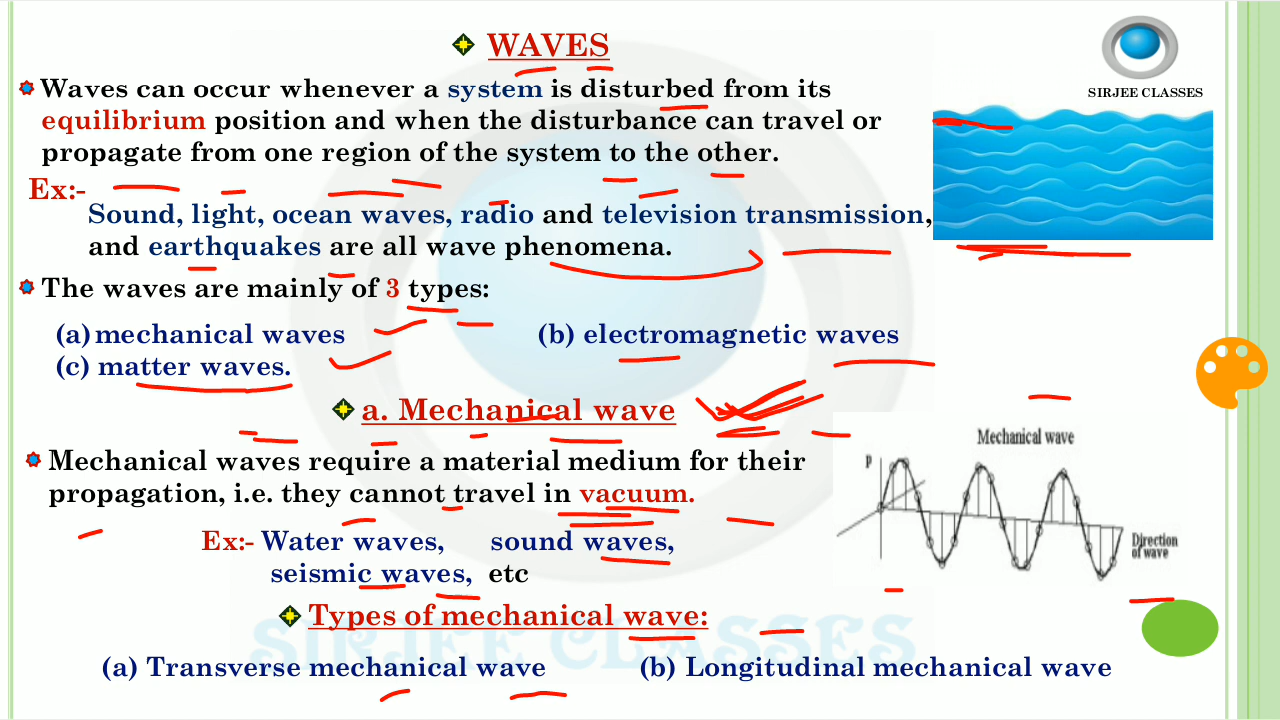 WAVES
SIRJEE CLASSES
Waves can occur whenever a system is disturbed from its
equilibrium position and when the disturbance can travel or
propagate from one region of the system to the other.
Ex:-
Sound, light, ocean waves, radio and television transmission,
and earthquakes are all wave phenomena.
The waves are mainly of 3 types:
(a) mechanical waves (b) electromagnetic waves
(c) matter waves.
a. Mechanical wave
Mechanical waves require a material medium for their
propagation, i.e. they cannot travel in vacuum.
Ex:- Water waves, sound waves,
seismic waves, etc
Mechanical wave
P
Direction
of wave
Types of mechanical wave:
SIRJEE CLASSES
(a) Transverse mechanical wave (b) Longitudinal mechanical wave